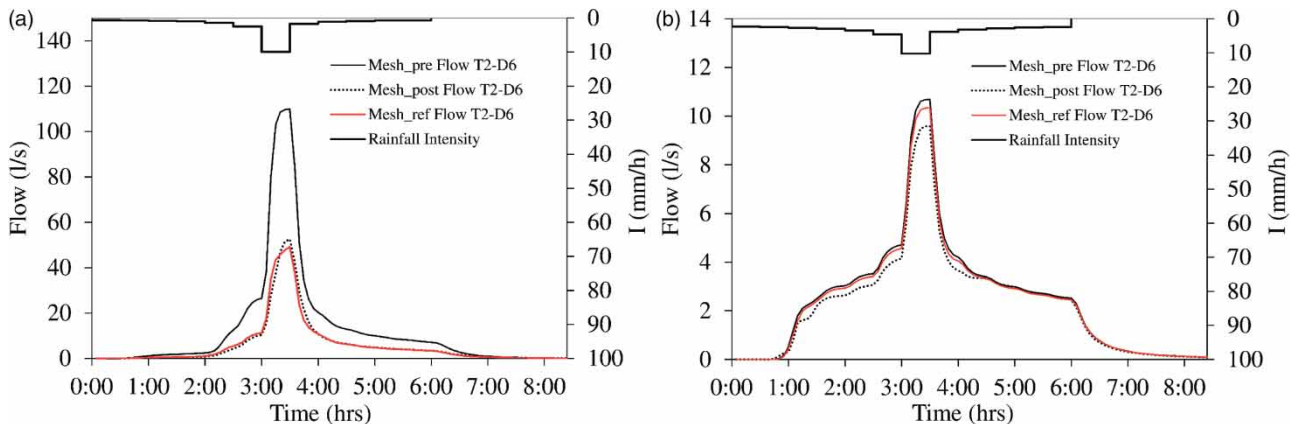 (a)
140
120
100
80
60
40
20
0
Flow (l/s)
Mesh_pre Flow T2-D6
Mesh_post Flow T2-D6
Mesh_ref Flow T2-D6
Rainfall Intensity
0
10
20
30
40
50
60
70
80
90
100
I (mm/h)
0:00 1:00 2:00 3:00 4:00 5:00 6:00 7:00 8:00
Time (hrs)
(b)
14
12
10
8
6
4
2
0
Flow (l/s)
Mesh_pre Flow T2-D6
Mesh_post Flow T2-D6
Mesh_ref Flow T2-D6
Rainfall Intensity
0
10
20
30
40
50
60
70
80
90
100
I (mm/h)
0:00 1:00 2:00 3:00 4:00 5:00 6:00 7:00 8:00
Time (hrs)